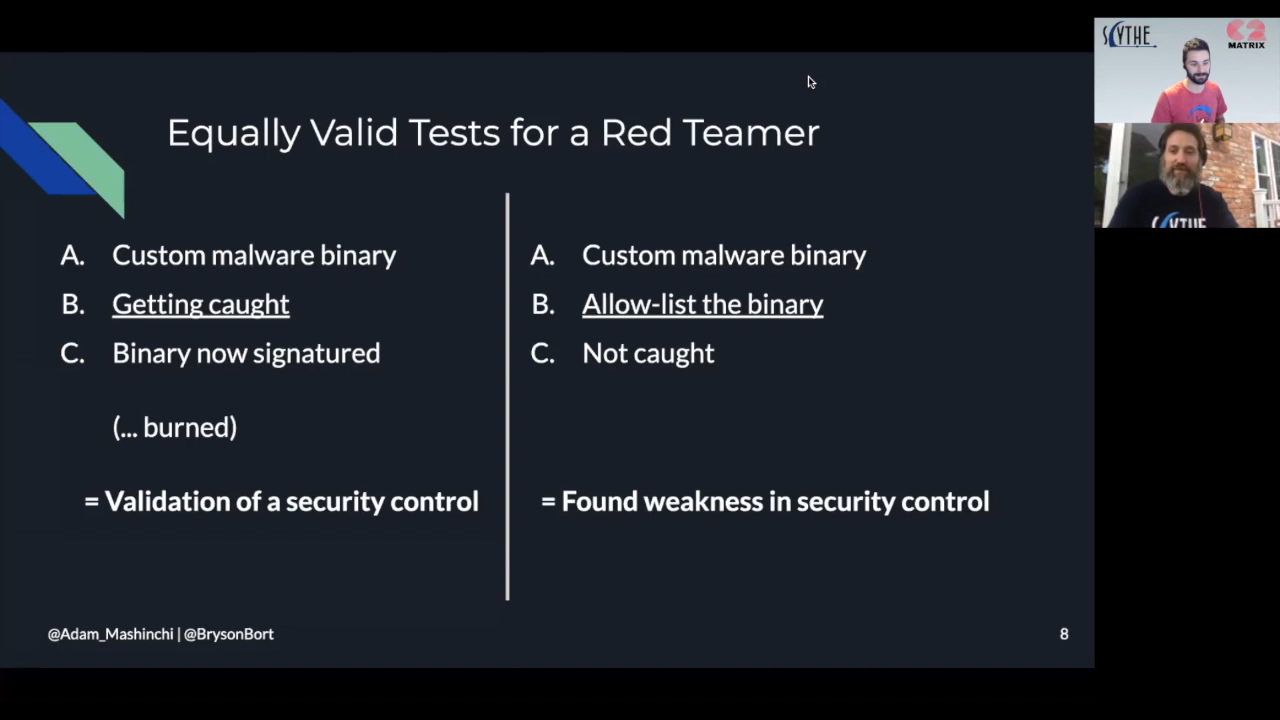 Equally Valid Tests for a Red Teamer
A. Custom malware binary
B. Getting caught
C. Binary now signatured
(... burned)
= Validation of a security control
A. Custom malware binary
B. Allow-list the binary
C. Not caught
= Found weakness in security control
@Adam_Mashinchi | @BrysonBort
8
SCYTHE
C2
MATRIX
SCYTHE